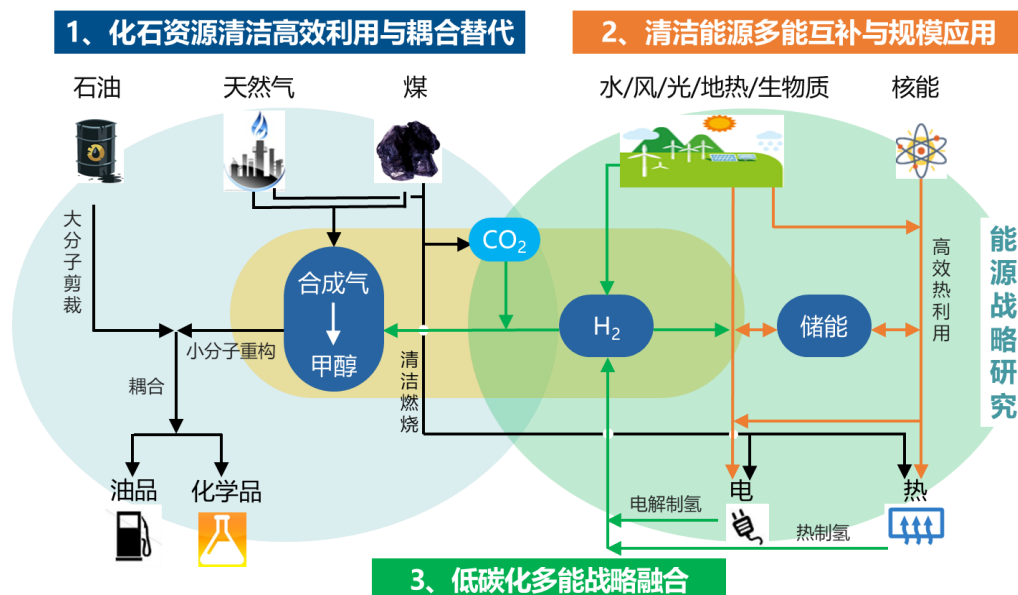 1、化石资源清洁高效利用与耦合替代
2、清洁能源多能互补与规模应用
石油
天然气
煤
水/风/光/地热/生物质
核能
大分子剪裁
CO₂
高效热利用
能源战略研究
合成气
甲醇
H₂
储能
小分子重构
清洁燃烧
耦合
油品
化学品
电
热
电解制氢
热制氢
3、低碳化多能战略融合